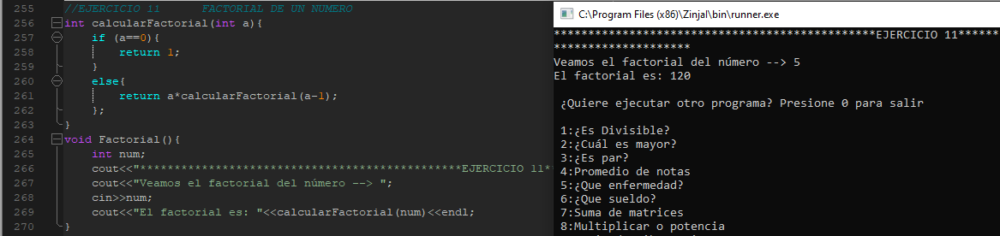 255 //EJERCICIO 11 FACTORIAL DE UN NUMERO
256 int calcularFactorial(int a){
257 if (a==0){
258 return 1;
259 }
260 else{
261 return a*calcularFactorial(a-1);
262 };
263 }
264 void Factorial(){
265 int num;
266 cout<<"***********************************************EJERCICIO 11*
267 cout<<"Veamos el factorial del número --> ";
268 cin>>num;
269 cout<<"El factorial es: "<<calcularFactorial(num)<<endl;
270 }
C:\Program Files (x86)\Zinjal\bin\runner.exe
***********************************************EJERCICIO 11******
********************
Veamos el factorial del número --> 5
El factorial es: 120
¿Quiere ejecutar otro programa? Presione 0 para salir
1:¿Es Divisible?
2:¿Cuál es mayor?
3:¿Es par?
4:Promedio de notas
5:¿Que enfermedad?
6:¿Que sueldo?
7:Suma de matrices
8:Multiplicar o potencia